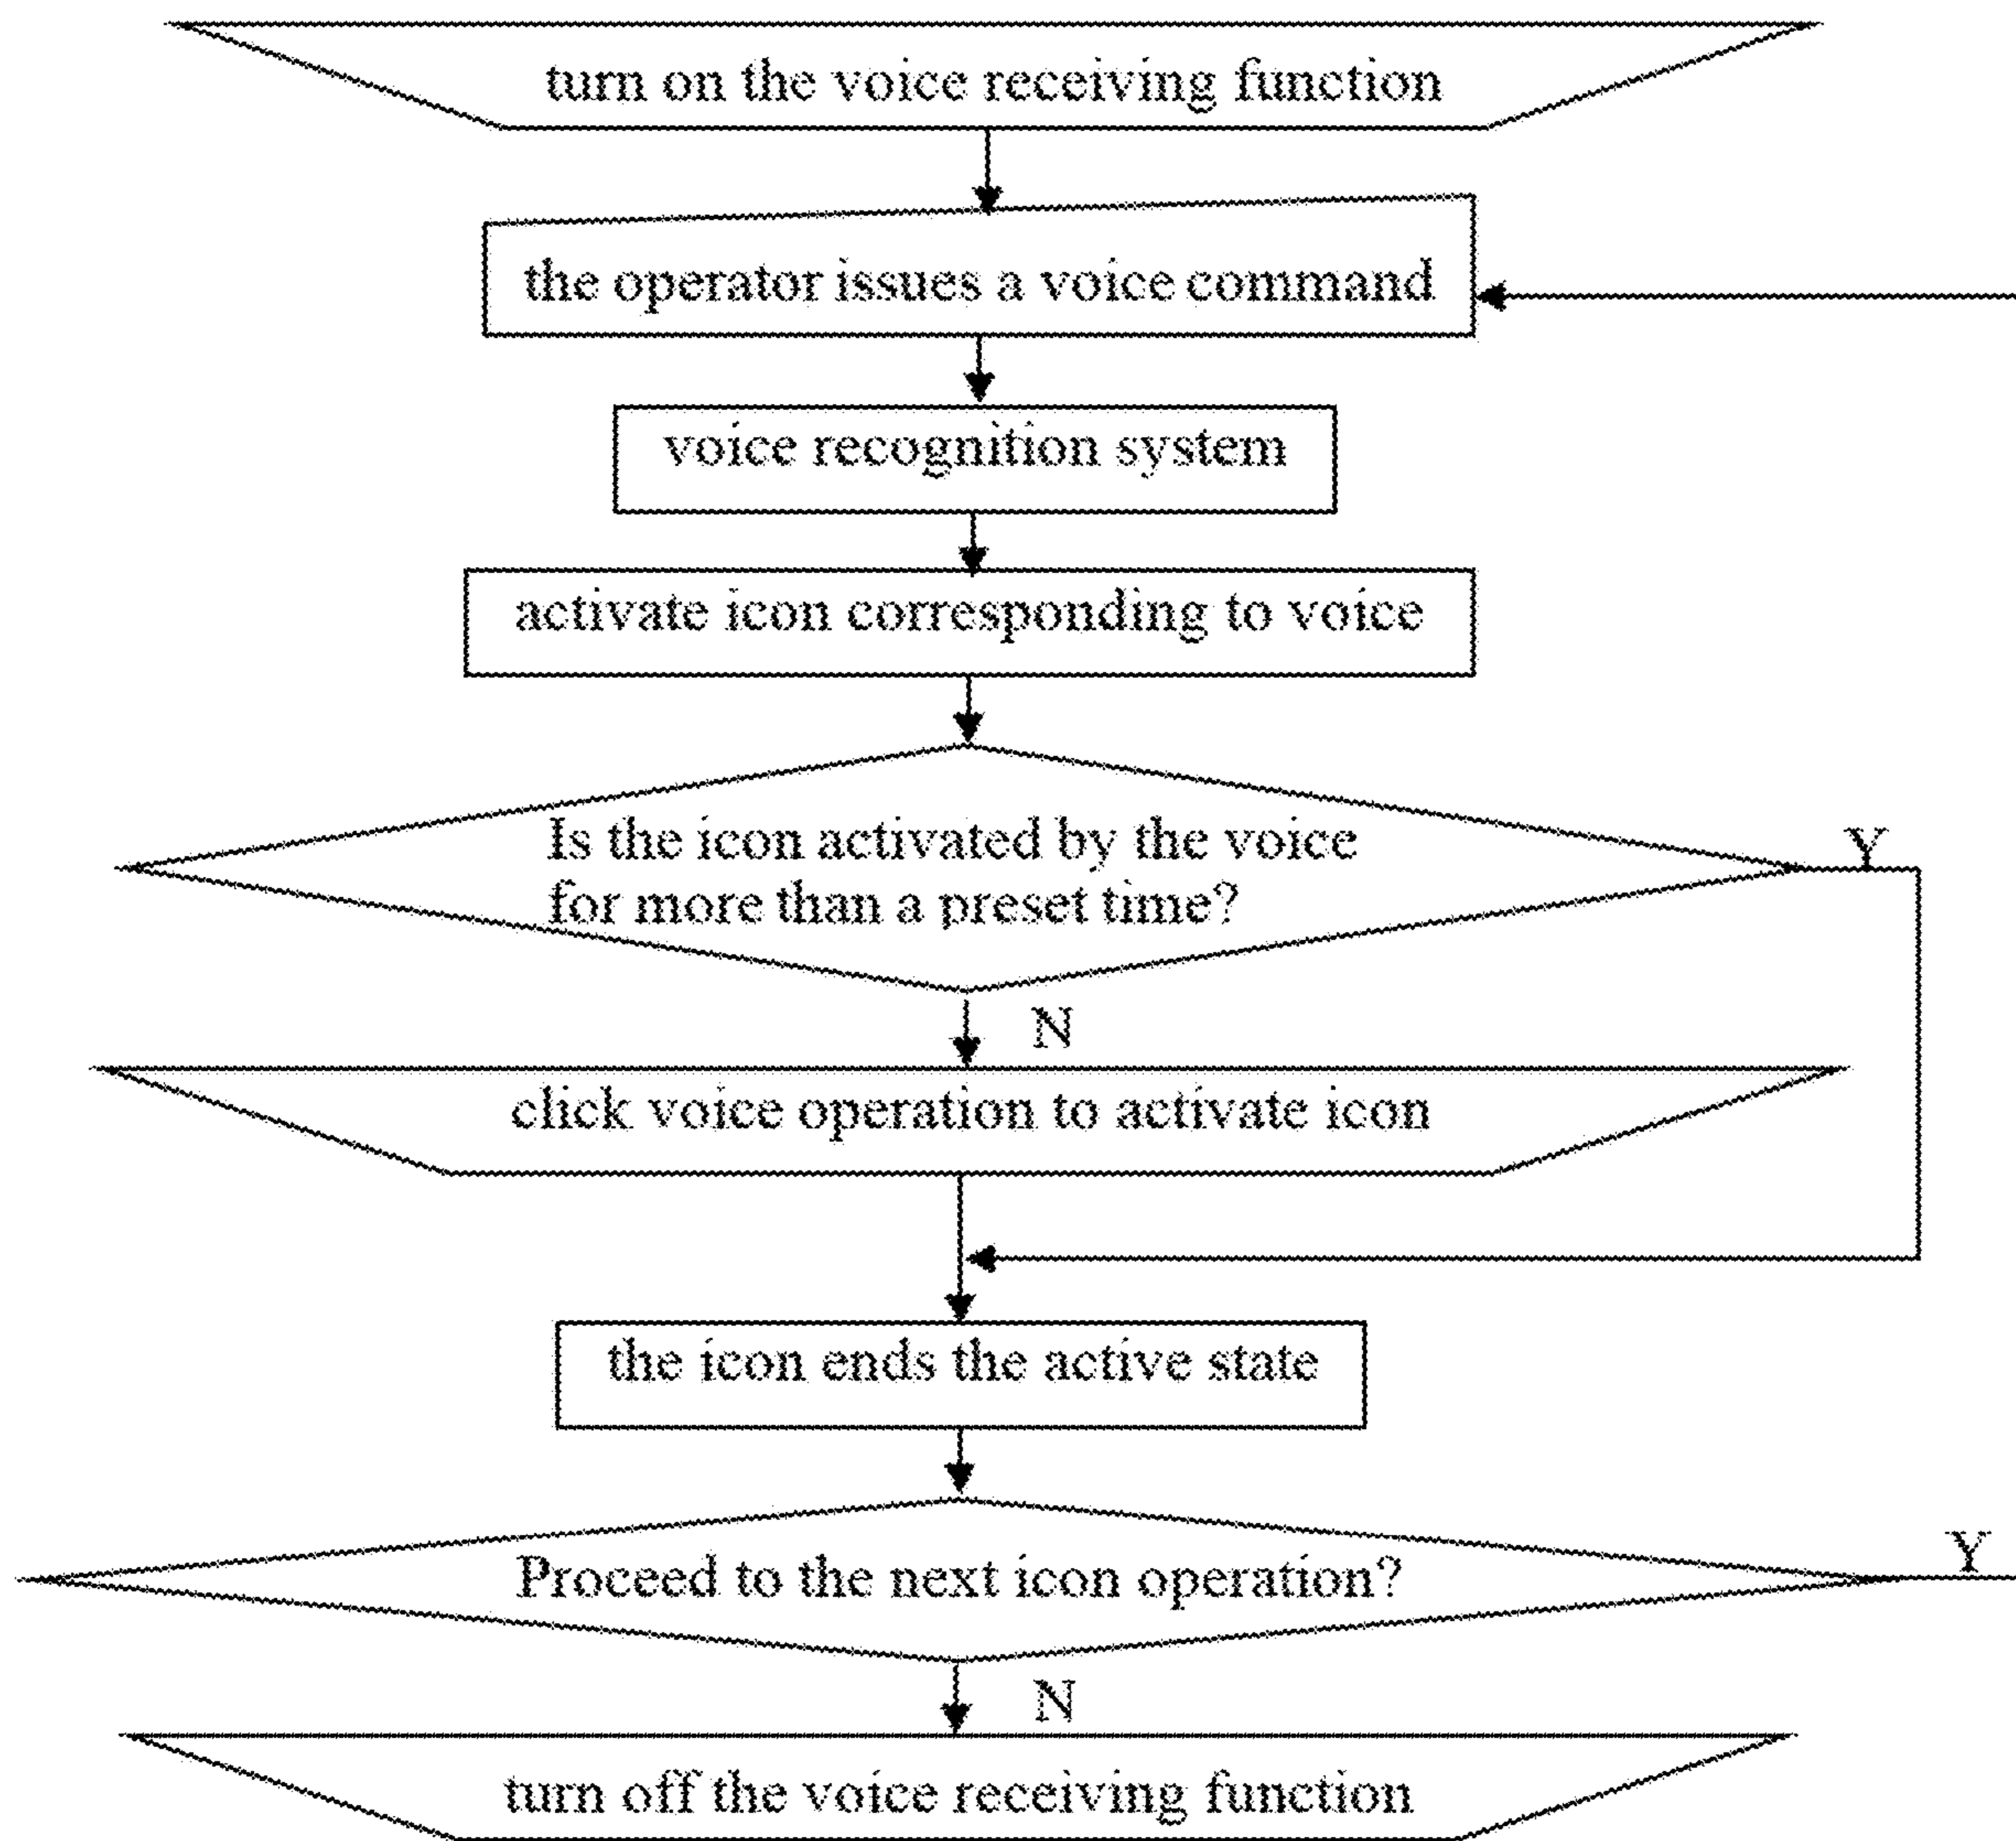 turn on the voice receiving function
the operator issues a voice command
voice recognition system
activate icon corresponding to voice
Is the icon activated by the voice
for more than a preset time?
Y
N
click voice operation to activate icon
the icon ends the active state
Proceed to the next icon operation?
Y
N
turn off the voice receiving function